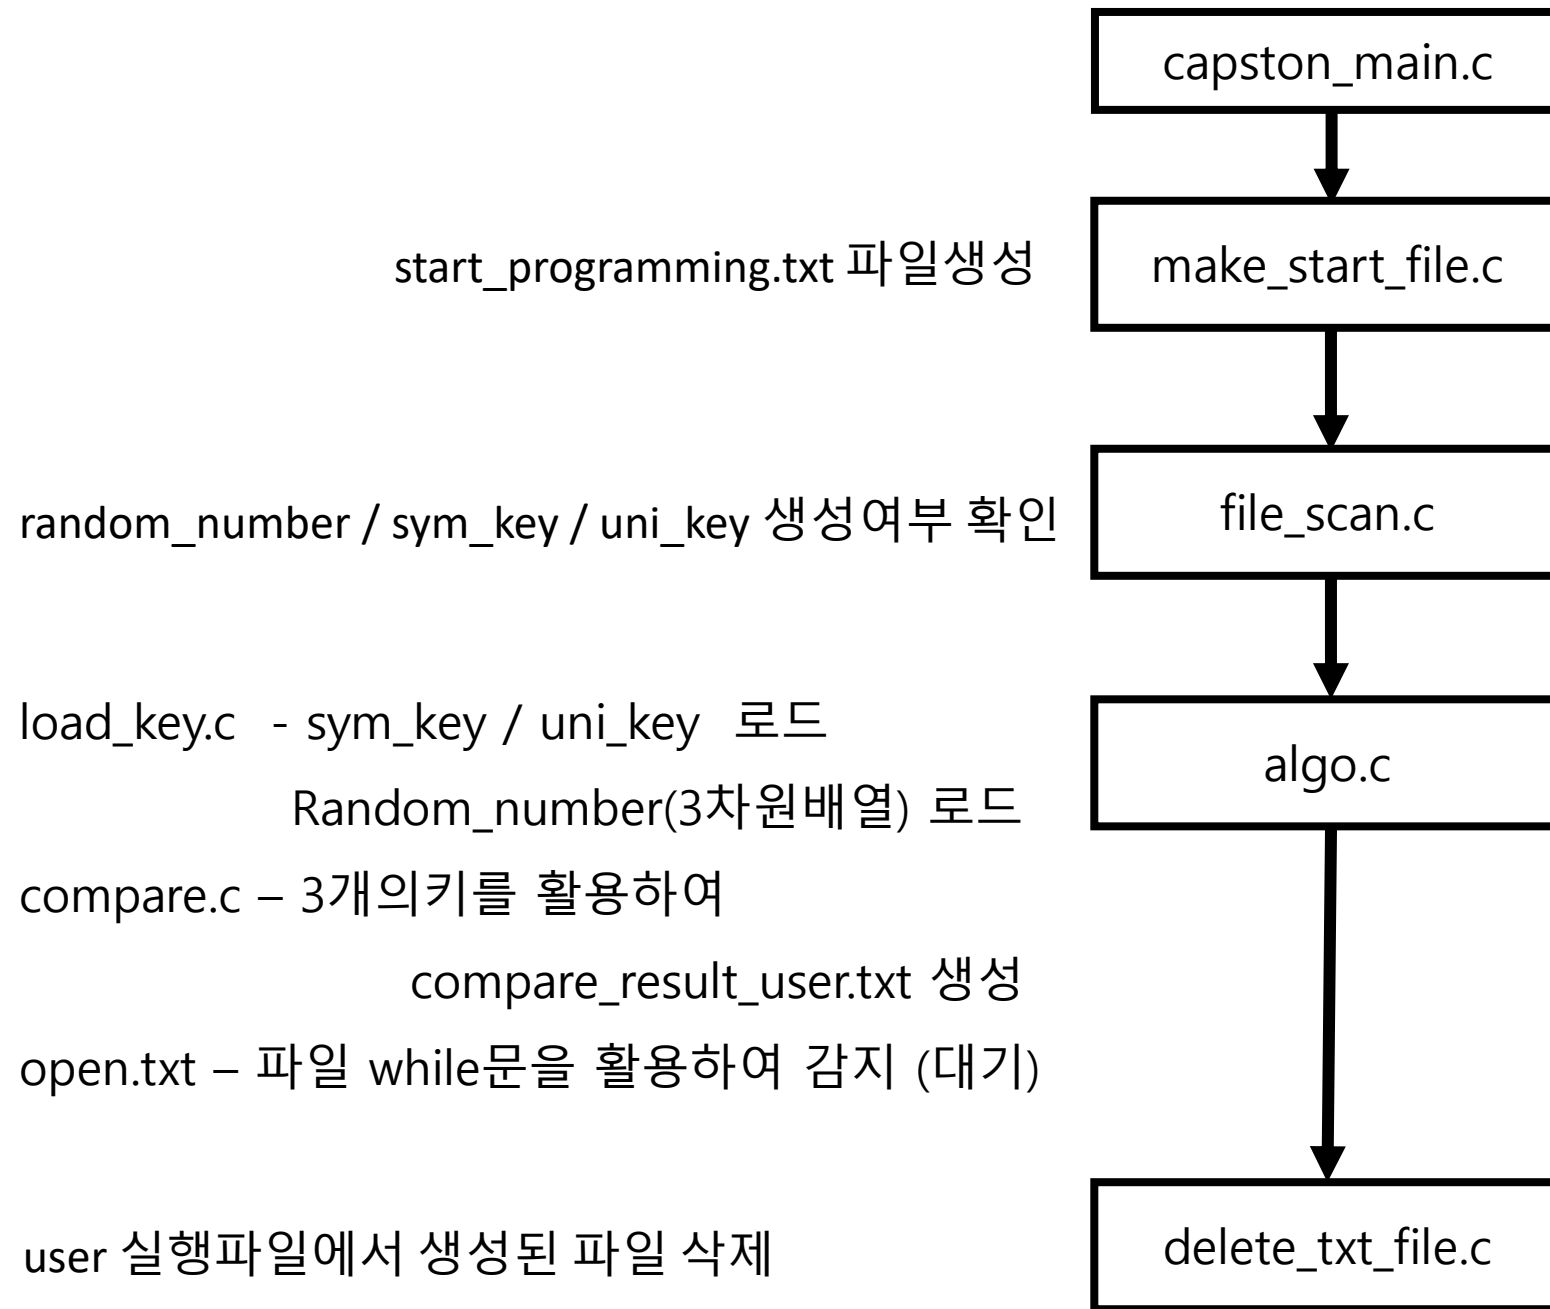 capston_main.c
start_programming.txt 파일생성
make_start_file.c
random_number / sym_key / uni_key 생성여부 확인
file_scan.c
load_key.c - sym_key / uni_key 로드
Random_number(3차원배열) 로드
algo.c
compare.c – 3개의키를 활용하여
compare_result_user.txt 생성
open.txt – 파일 while문을 활용하여 감지 (대기)
user 실행파일에서 생성된 파일 삭제
delete_txt_file.c